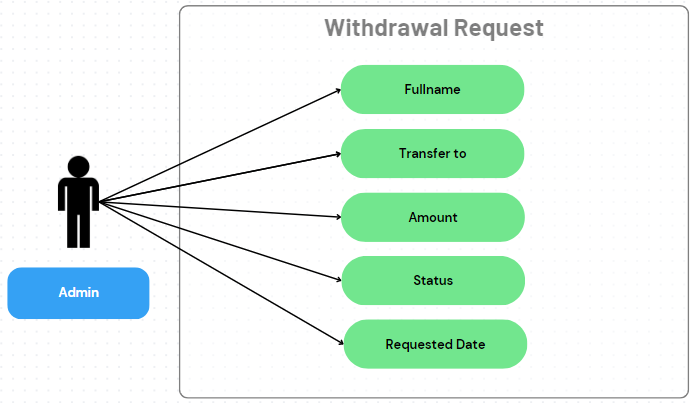 Withdrawal Request
Fullname
Transfer to
Amount
Status
Requested Date
Admin